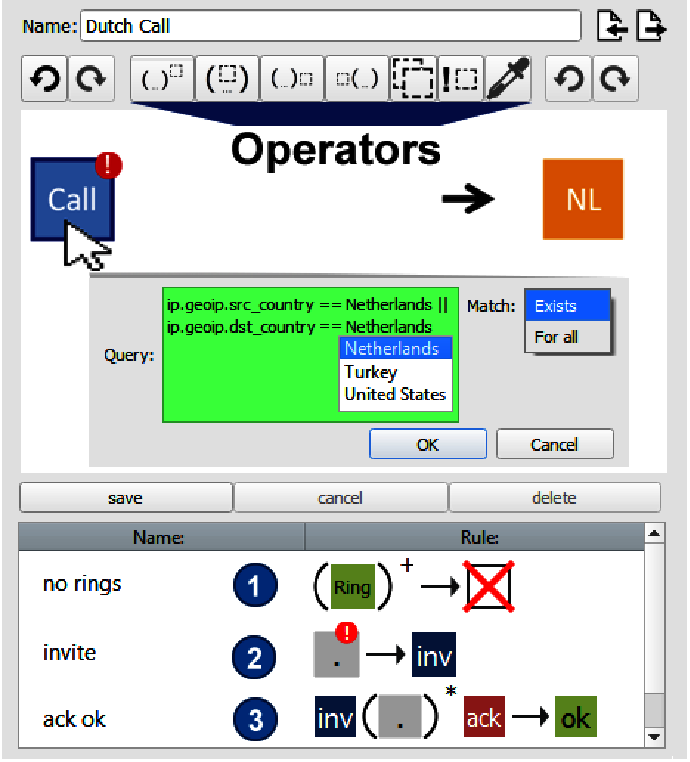 Name: Dutch Call
(..) (..) (..) (..) !
Operators
Call ! → NL
ip.geoip.src_country == Netherlands || Match: Exists
ip.geoip.dst_country == Netherlands For all
Query: Netherlands
Turkey
United States
OK Cancel
save cancel delete
Name: Rule:
no rings 1 (Ring)+ →
invite 2 . ! → inv
ack ok 3 inv ( . )* ack → ok